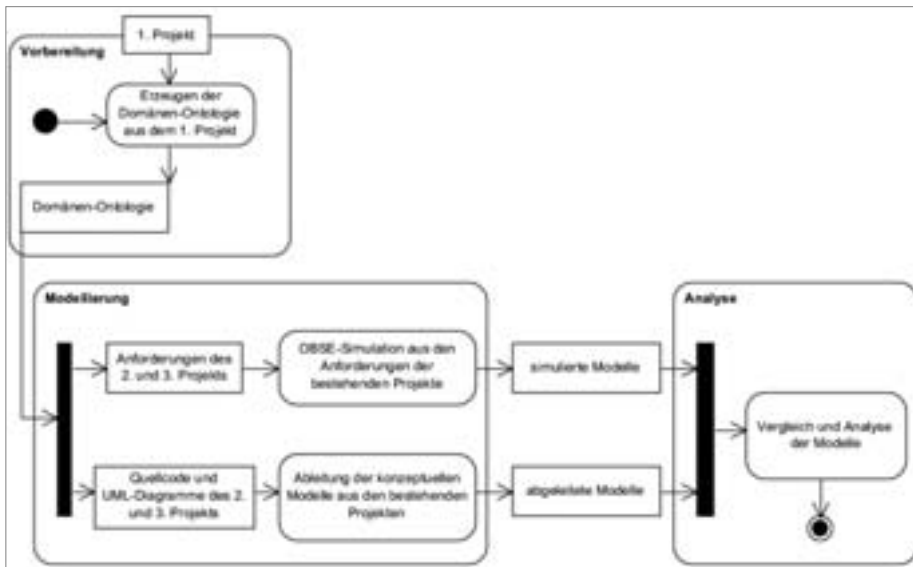 1. Projekt
Vorbereitung
Erzeugen der
Domänen-Ontologie
aus dem 1. Projekt
Domänen-Ontologie
Modellierung
Anforderungen des
2. und 3. Projekts
OBSE-Simulation aus den
Anforderungen der
bestehenden Projekte
simulierte Modelle
Quellcode und
UML-Diagramme des 2.
und 3. Projekts
Ableitung der konzeptuellen
Modelle aus den bestehenden
Projekten
abgeleitete Modelle
Analyse
Vergleich und Analyse
der Modelle